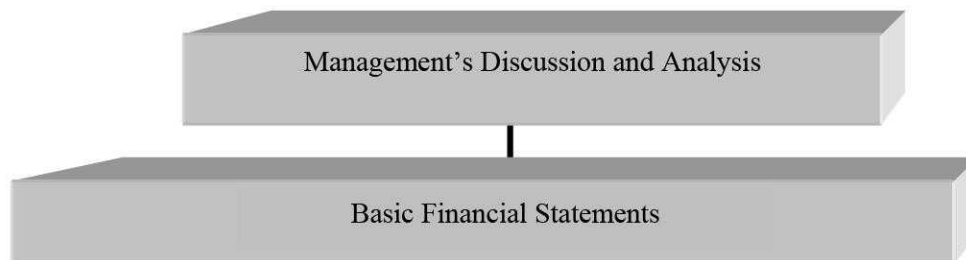 Management’s Discussion and Analysis
Basic Financial Statements